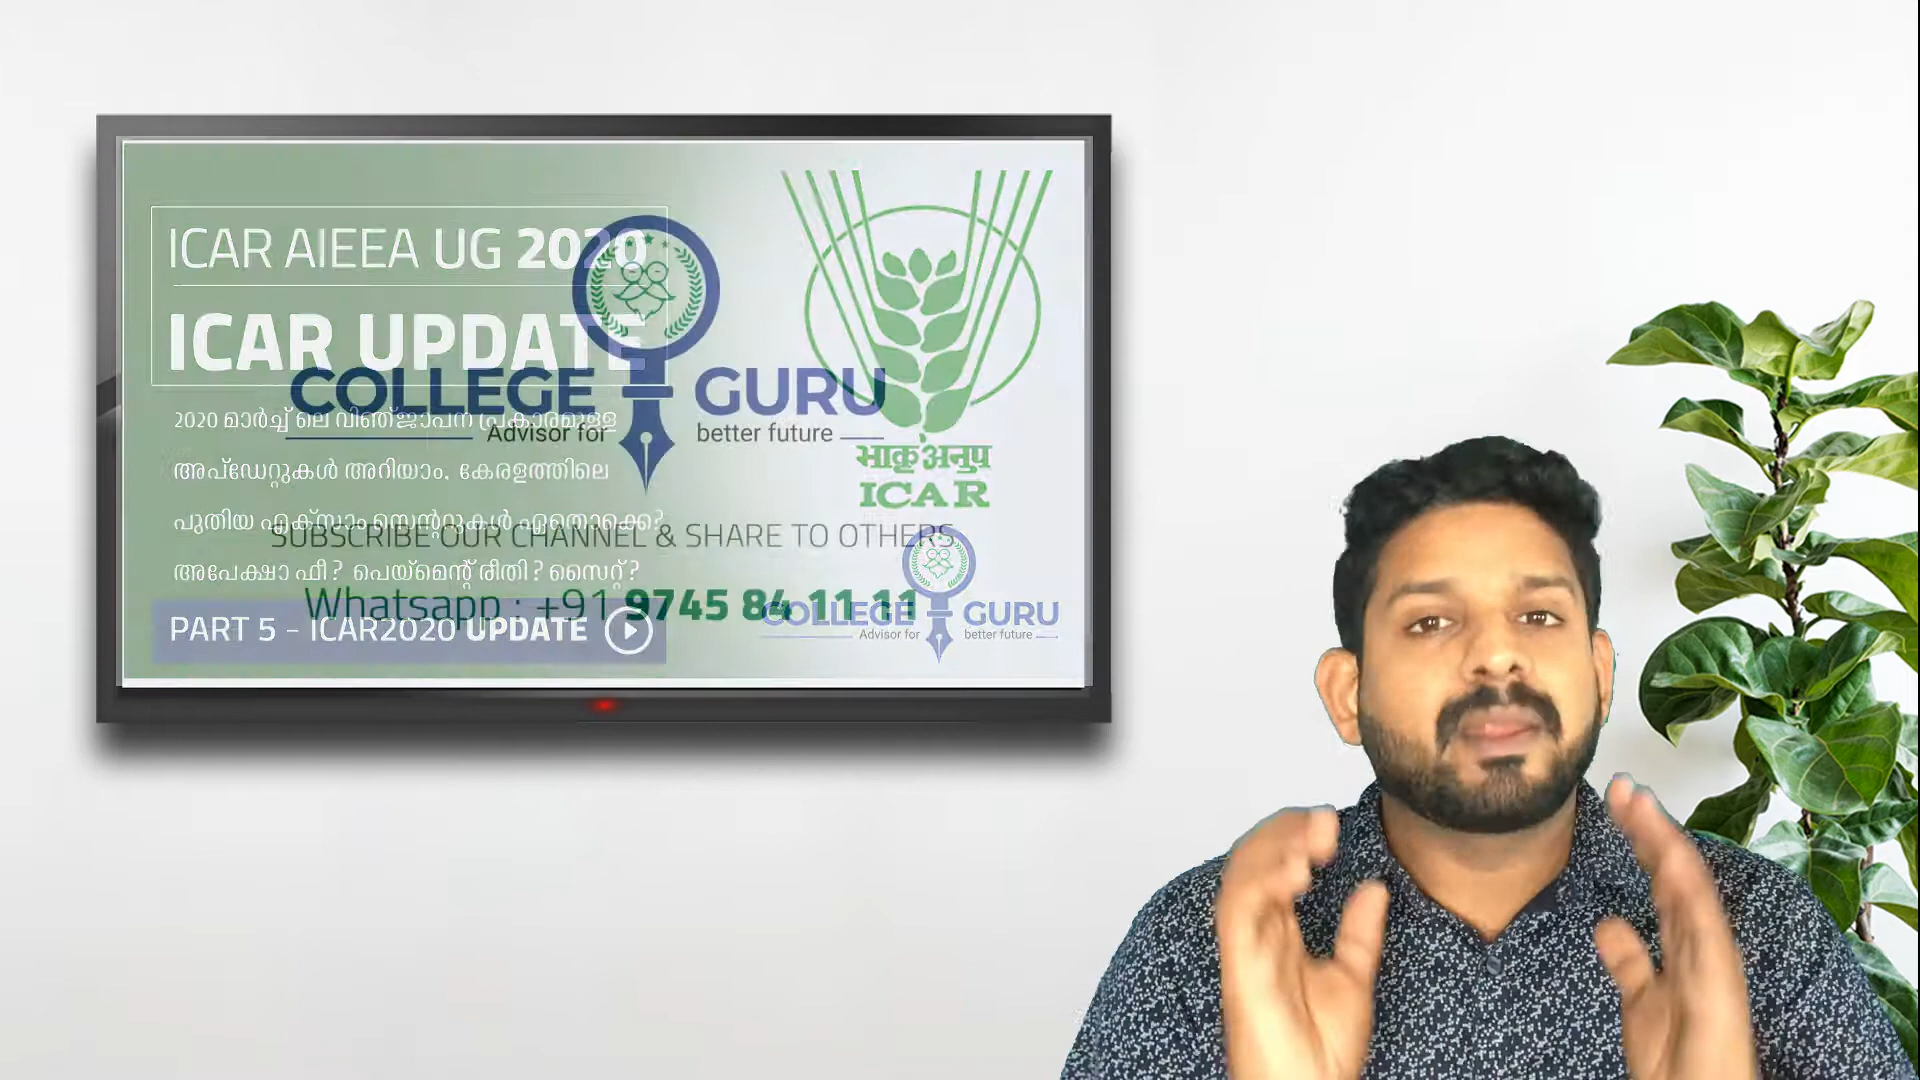 ICAR AIEEA UG 2020
ICAR UPDATE
COLLEGE GURU
Advisor for better future
2020 മാർച്ച് ലെ വിഞ്ജാപന പ്രകാരമുള്ള
അപ്ഡേറ്റുകൾ അറിയാം. കേരളത്തിലെ
പുതിയ എക്സാം സെന്ററുകൾ ഏതൊക്കെ?
അപേക്ഷാ ഫീ? പെയ്മെന്റ് രീതി? സൈറ്റ്?
PART 5 - ICAR2020 UPDATE
भाकृअनुप
ICAR
SUBSCRIBE OUR CHANNEL & SHARE TO OTHERS
Whatsapp : +91 9745 84 11 11
COLLEGE GURU
Advisor for better future